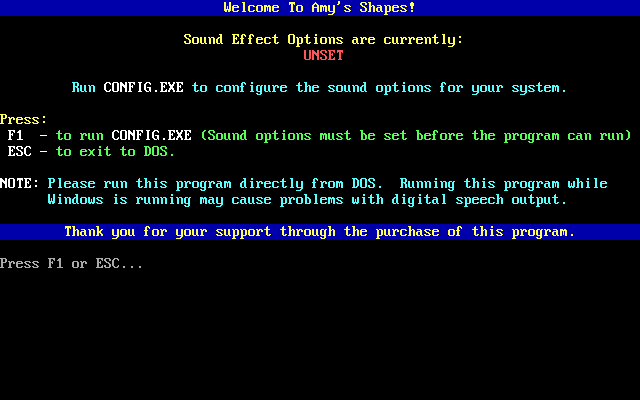 Welcome To Amy's Shapes!
Sound Effect Options are currently:
UNSET
Run CONFIG.EXE to configure the sound options for your system.
Press:
F1 - to run CONFIG.EXE (Sound options must be set before the program can run)
ESC - to exit to DOS.
NOTE: Please run this program directly from DOS. Running this program while
Windows is running may cause problems with digital speech output.
Thank you for your support through the purchase of this program.
Press F1 or ESC...